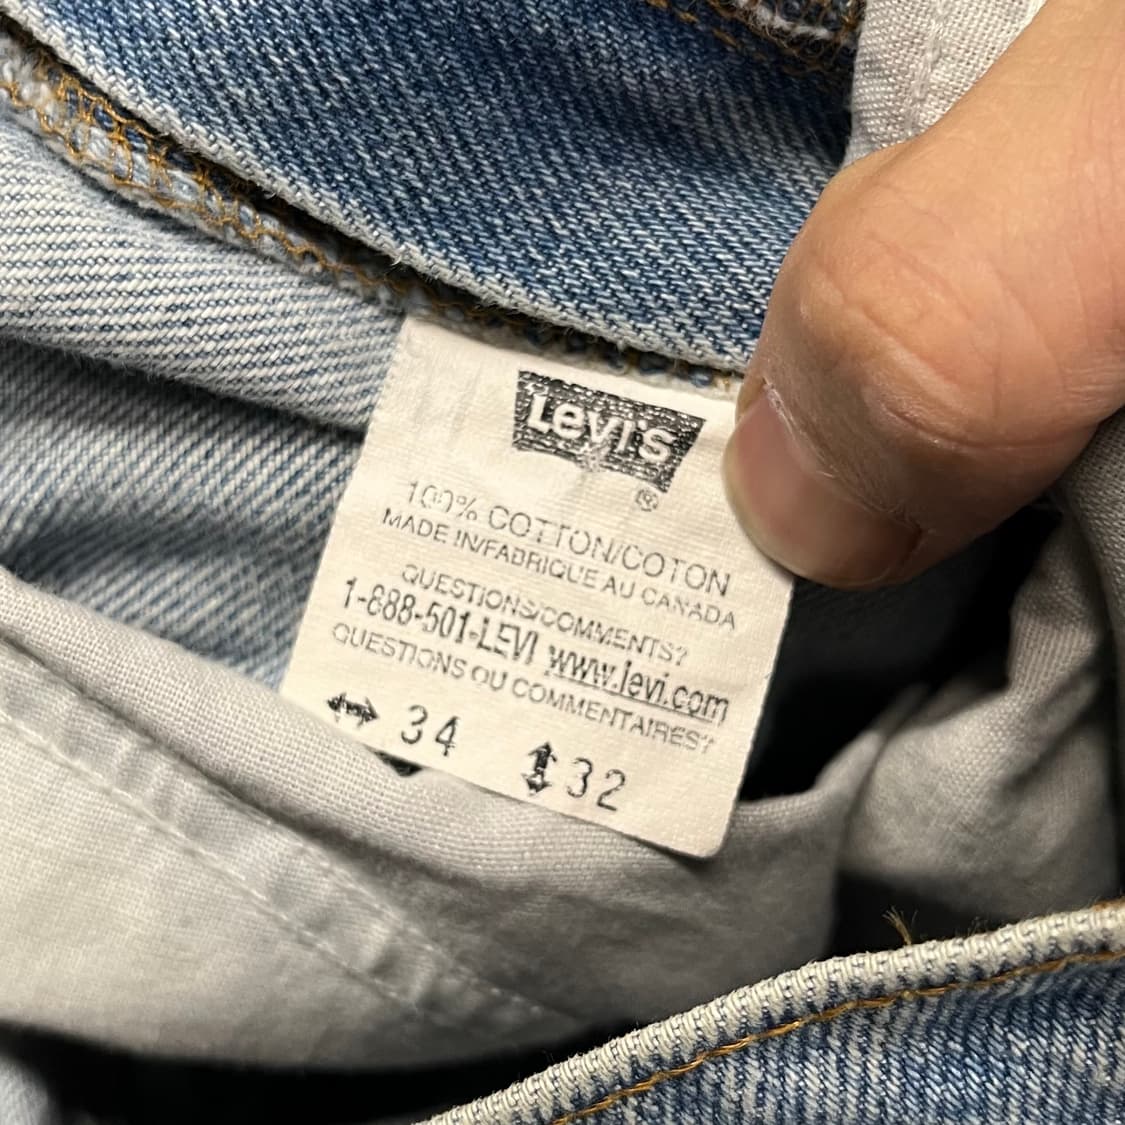 Levi's
®
100% COTTON/COTON
MADE IN/FABRIQUE AU CANADA
QUESTIONS/COMMENTS?
1-888-501-LEVI www.levi.com
QUESTIONS OU COMMENTAIRES?
34 32